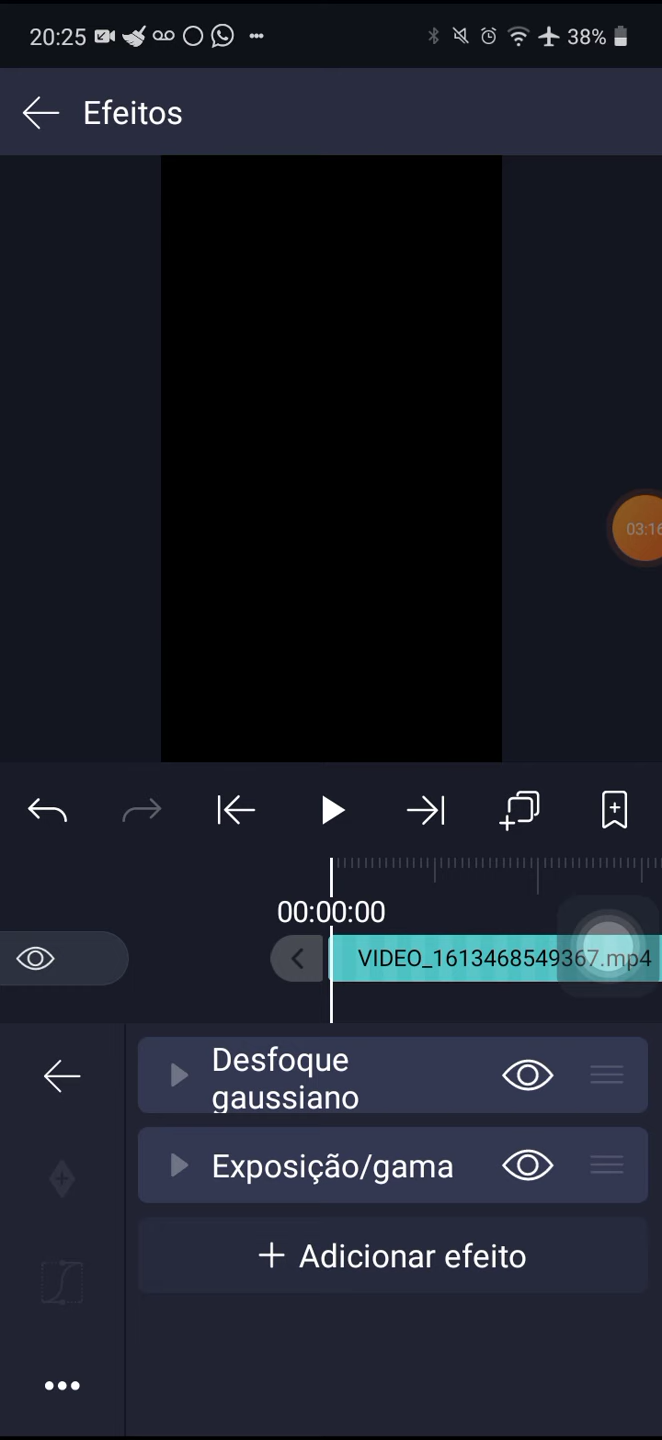 20:25
38%
Efeitos
03:16
00:00:00
VIDEO_1613468549367.mp4
Desfoque
gaussiano
Exposição/gama
+ Adicionar efeito